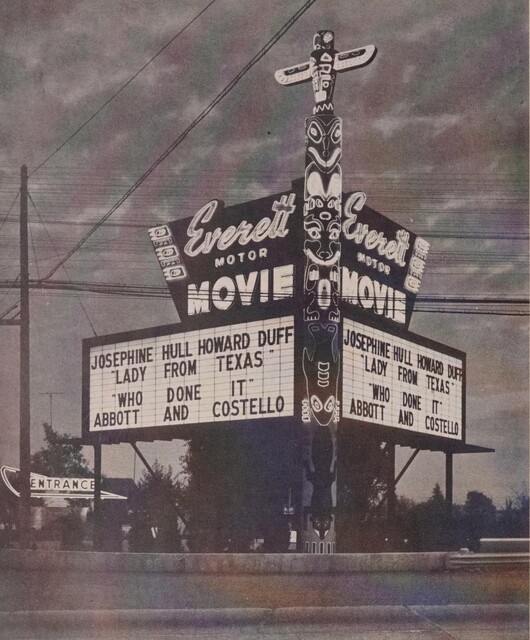 Everett
MOTOR
MOVIE
JOSEPHINE HULL HOWARD DUFF
"LADY FROM TEXAS"
"WHO DONE IT"
ABBOTT AND COSTELLO
Everett
MOTOR
MOVIE
JOSEPHINE HULL HOWARD DUFF
"LADY FROM TEXAS"
"WHO DONE IT"
ABBOTT AND COSTELLO
ENTRANCE